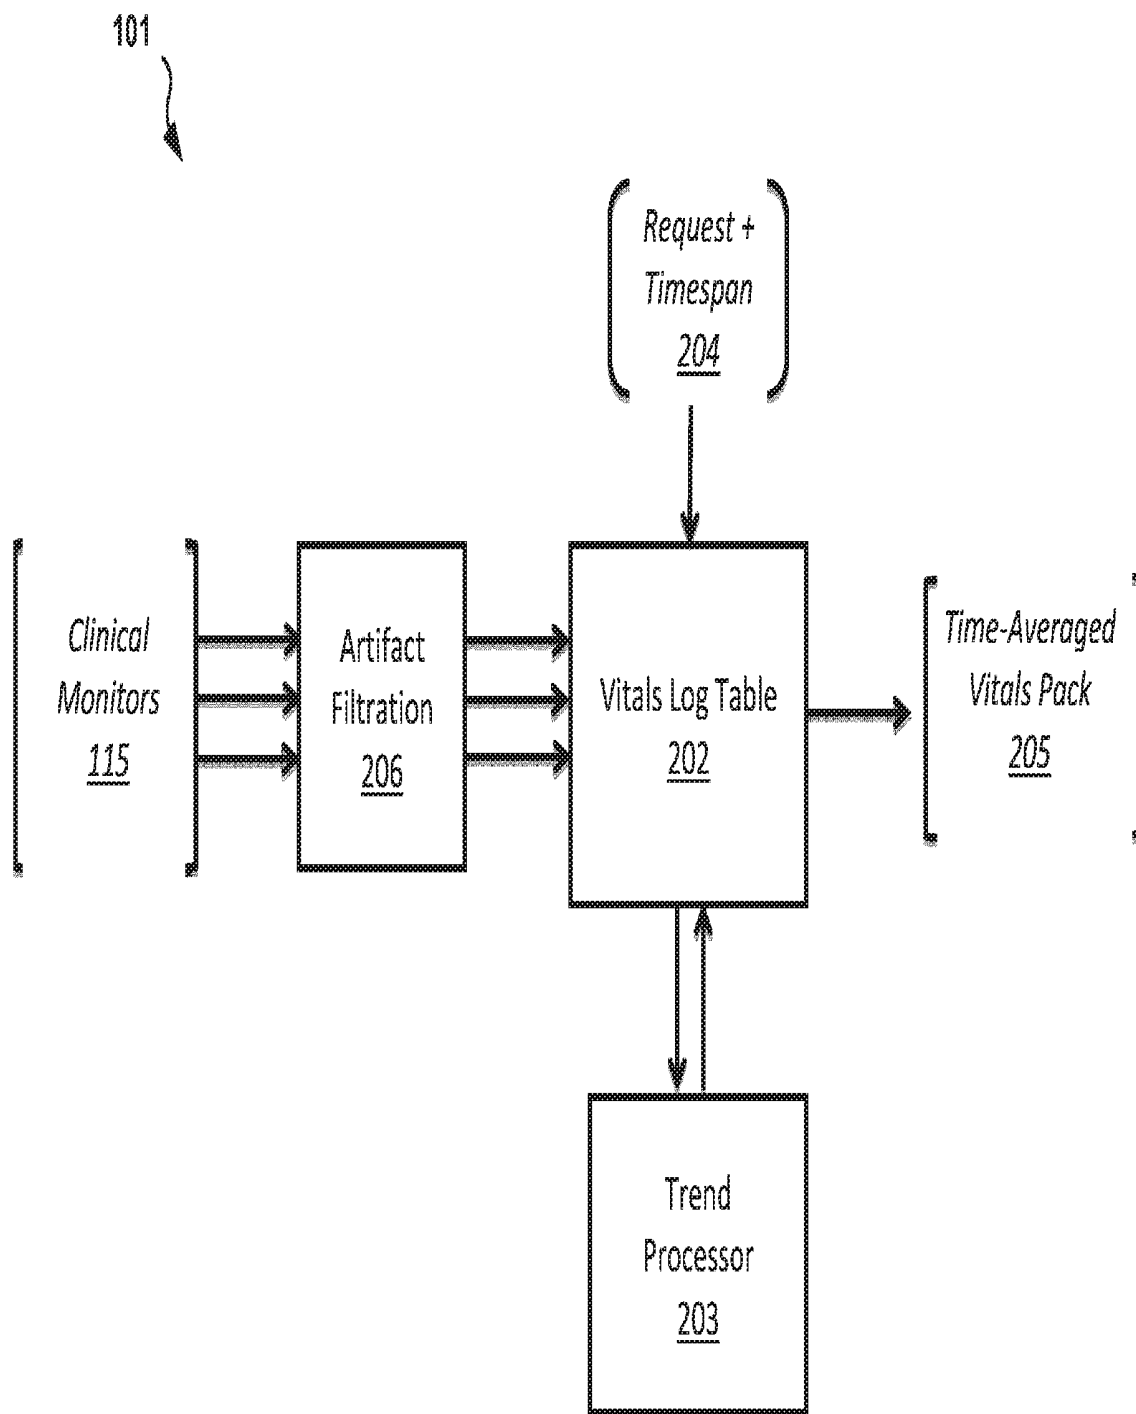 101
Request +
Timespan
204
Clinical
Monitors
115
Artifact
Filtration
206
Vitals Log Table
202
Time-Averaged
Vitals Pack
205
Trend
Processor
203